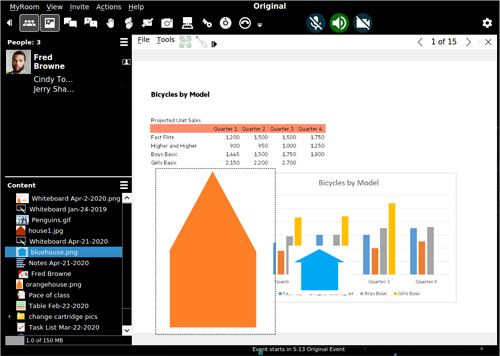 MyRoom View Invite Actions Help
Original
People: 3
Fred
Browne
Cindy To...
Jerry Sha...
Content
Whiteboard Apr-2-2020.png
Whiteboard Jan-24-2019
Penguins.gif
house1.jpg
Whiteboard Apr-21-2020
bluehouse.png
Notes Apr-21-2020
Fred Browne
orangehouse.png
Pace of class
Table Feb-22-2020
change cartridge pics
Task List Mar-22-2020
1.0 of 150 MB
File Tools
1 of 15
Bicycles by Model
Projected Unit Sales
Quarter 1 Quarter 2 Quarter 3 Quarter 4
Fast Elite 1,200 1,500 1,500 1,750
Higher and Higher 900 950 1,000 1,250
Boys Basic 1,445 1,500 1,750 1,800
Girls Basic 2,150 2,200 2,700
Bicycles by Model
Quarter 3 Quarter 4
Boys Basic Girls Basic
Event starts in 5:13 Original Event